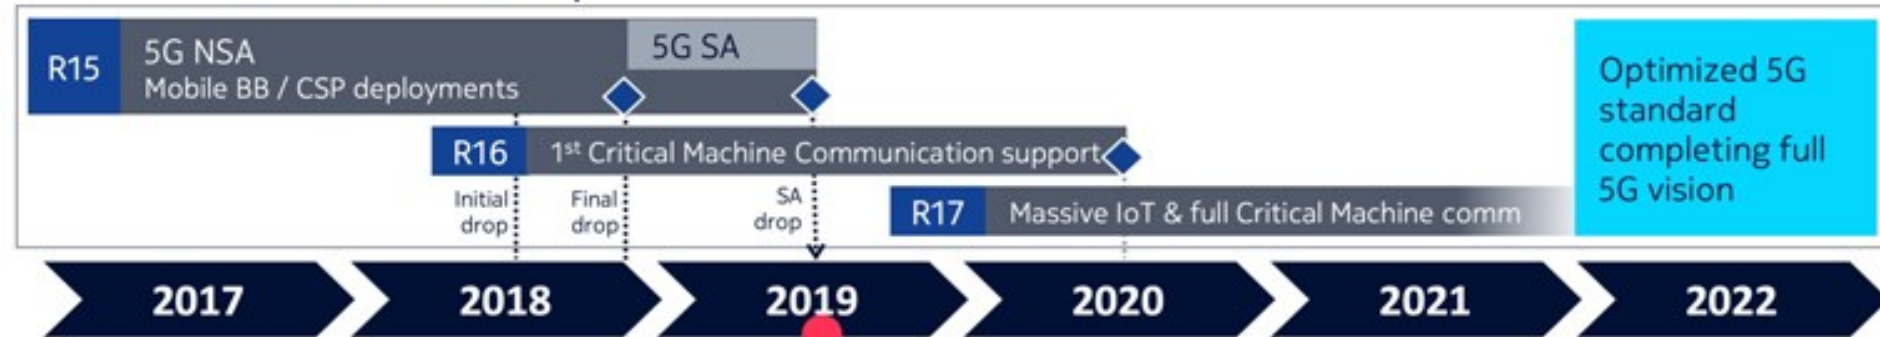 R15
5G NSA
Mobile BB / CSP deployments
5G SA
R16
1st Critical Machine Communication support
Initial
drop
Final
drop
SA
drop
R17
Massive IoT & full Critical Machine comm
Optimized 5G
standard
completing full
5G vision
2017
2018
2019
2020
2021
2022